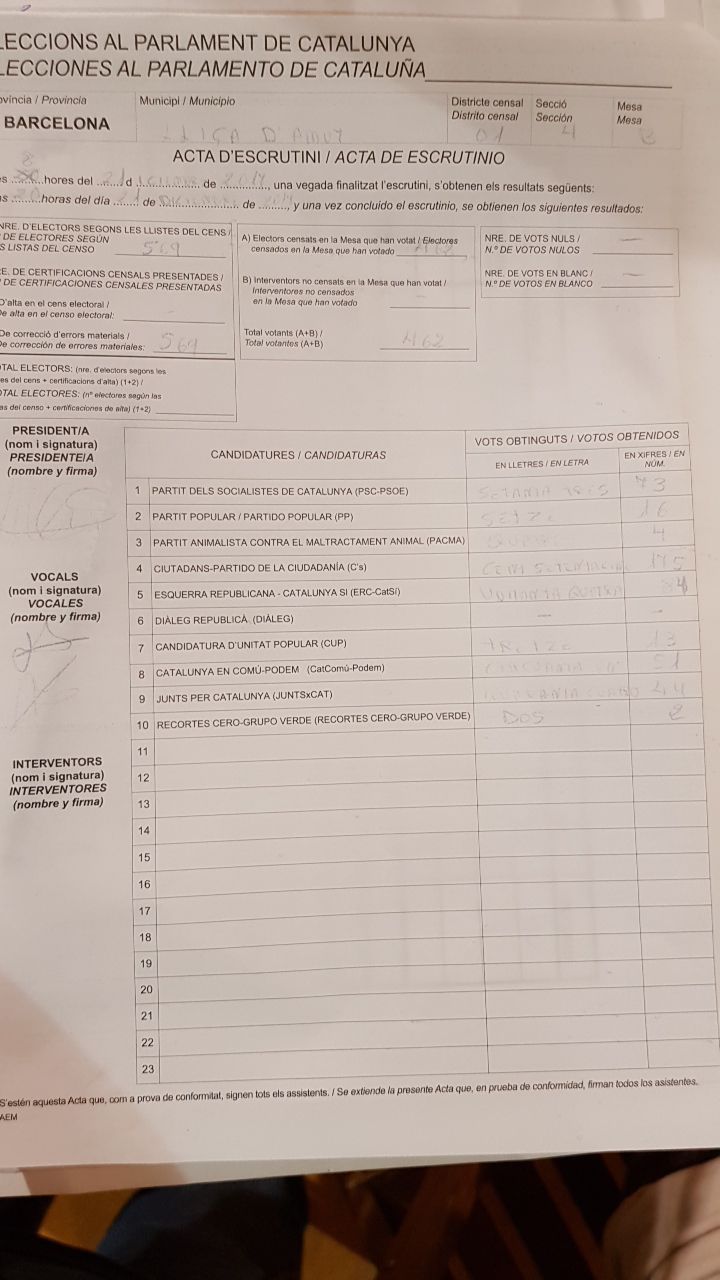 LECCIONS AL PARLAMENT DE CATALUNYA
LECCIONES AL PARLAMENTO DE CATALUÑA
ovíncia / Provincia
BARCELONA
Municipi / Municipio
LLIÇA D'AMUT
Districte censal
Distrito censal
01
Secció
Sección
4
Mesa
Mesa
B
ACTA D'ESCRUTINI / ACTA DE ESCRUTINIO
es 20 hores del 21 d de 2017, una vegada finalitzat l'escrutini, s'obtenen els resultats següents:
as 20 horas del día 21 de de 2017, y una vez concluido el escrutinio, se obtienen los siguientes resultados:
NRE. D'ELECTORS SEGONS LES LLISTES DEL CENS /
DE ELECTORES SEGÚN
S LISTAS DEL CENSO 569
E. DE CERTIFICACIONS CENSALS PRESENTADES /
DE CERTIFICACIONES CENSALES PRESENTADAS
D'alta en el cens electoral /
De alta en el censo electoral:
De correcció d'errors materials /
De corrección de errores materiales: 569
TAL ELECTORS: (nre. d'electors segons les
es del cens + certificacions d'alta) (1+2) /
OTAL ELECTORES: (nº electores según las
as del censo + certificaciones de alta) (1+2)
A) Electors censats en la Mesa que han votat / Electores
censados en la Mesa que han votado 462
B) Interventors no censats en la Mesa que han votat /
Interventores no censados
en la Mesa que han votado
Total votants (A+B) /
Total votantes (A+B) 462
NRE. DE VOTS NULS /
N.º DE VOTOS NULOS —
NRE. DE VOTS EN BLANC /
N.º DE VOTOS EN BLANCO —
PRESIDENT/A
(nom i signatura)
PRESIDENTE/A
(nombre y firma)
VOCALS
(nom i signatura)
VOCALES
(nombre y firma)
INTERVENTORS
(nom i signatura)
INTERVENTORES
(nombre y firma)
CANDIDATURES / CANDIDATURAS
VOTS OBTINGUTS / VOTOS OBTENIDOS
EN LLETRES / EN LETRA
EN XIFRES / EN
NÚM.
1 PARTIT DELS SOCIALISTES DE CATALUNYA (PSC-PSOE) SETANTA TRES 73
2 PARTIT POPULAR / PARTIDO POPULAR (PP) SETZE 16
3 PARTIT ANIMALISTA CONTRA EL MALTRACTAMENT ANIMAL (PACMA) 4
4 CIUTADANS-PARTIDO DE LA CIUDADANÍA (C's) 175
5 ESQUERRA REPUBLICANA - CATALUNYA SI (ERC-CatSí) 84
6 DIÀLEG REPUBLICÀ (DIÀLEG) — -
7 CANDIDATURA D'UNITAT POPULAR (CUP) TRETZE 13
8 CATALUNYA EN COMÚ-PODEM (CatComú-Podem) 51
9 JUNTS PER CATALUNYA (JUNTSxCAT) 44
10 RECORTES CERO-GRUPO VERDE (RECORTES CERO-GRUPO VERDE) DOS 2
11
12
13
14
15
16
17
18
19
20
21
22
23
S'estén aquesta Acta que, com a prova de conformitat, signen tots els assistents. / Se extiende la presente Acta que, en prueba de conformidad, firman todos los asistentes.
AEM